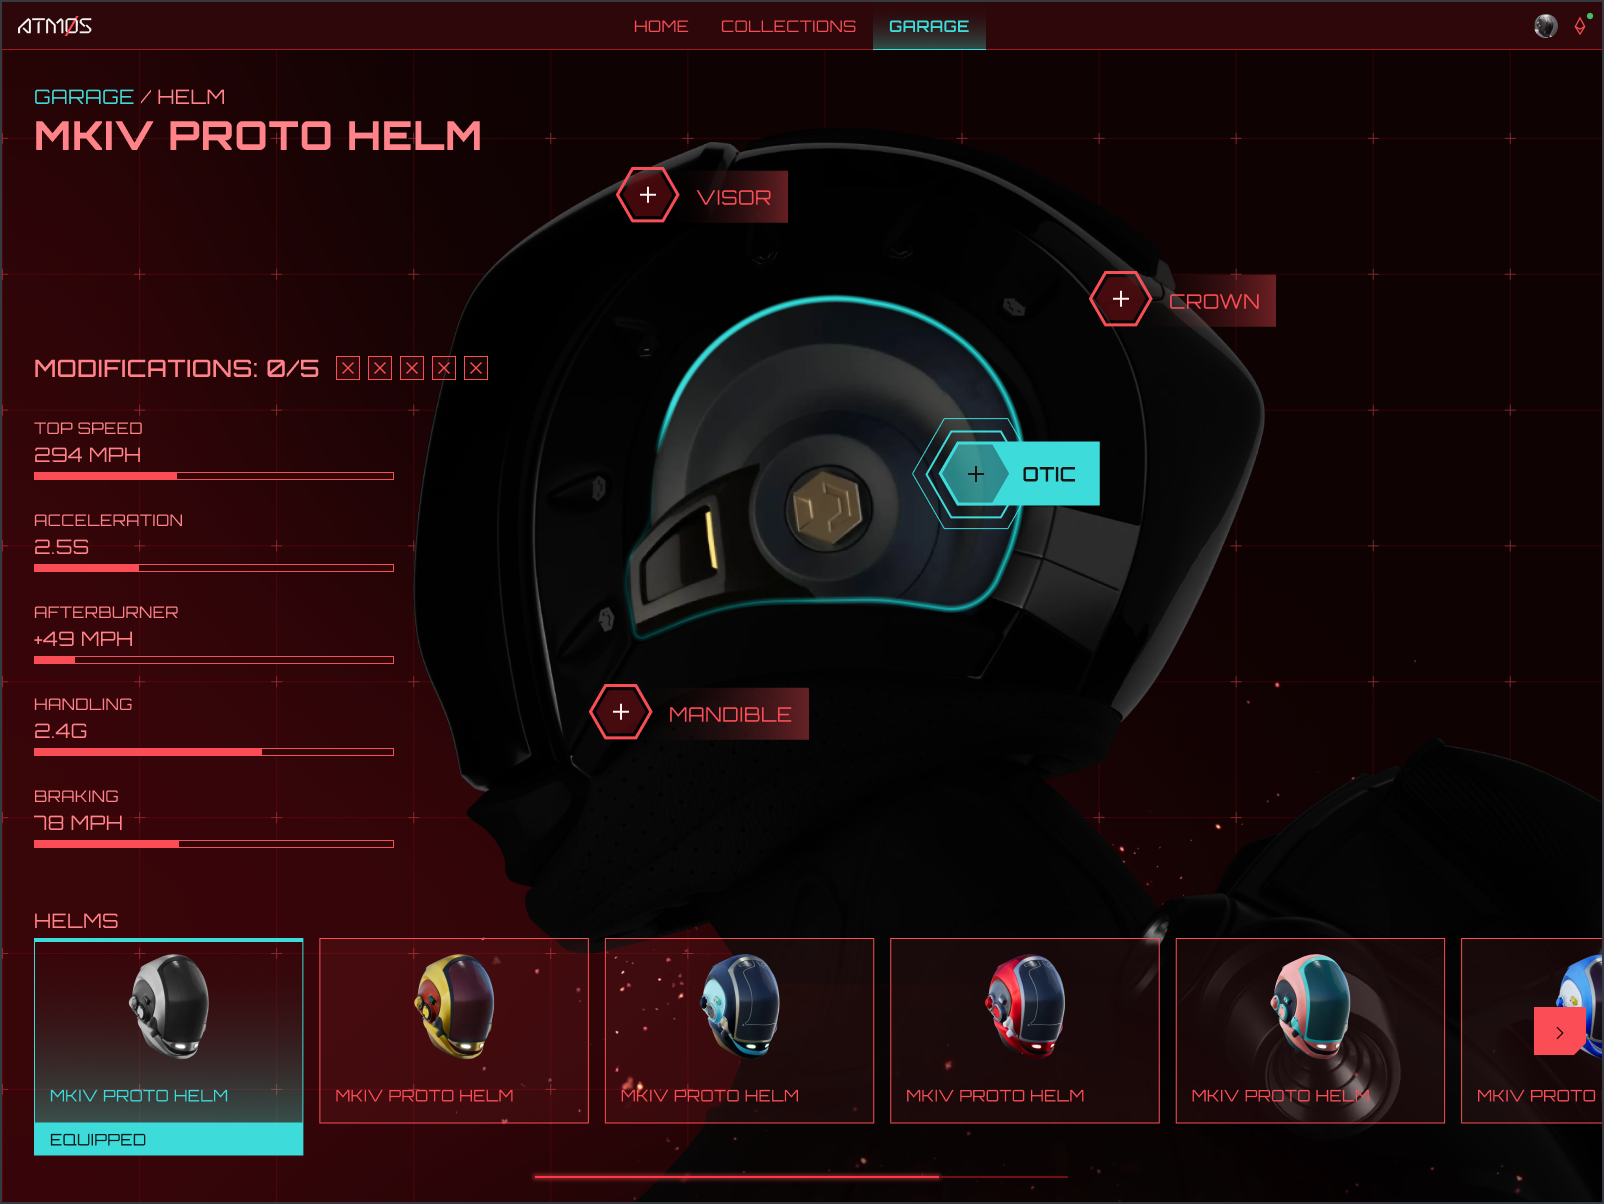 ATMØS
HOME
COLLECTIONS
GARAGE
GARAGE / HELM
MKIV PROTO HELM
VISOR
CROWN
MODIFICATIONS: 0/5
TOP SPEED
294 MPH
OTIC
ACCELERATION
2.5S
AFTERBURNER
+49 MPH
HANDLING
2.4G
MANDIBLE
BRAKING
78 MPH
HELMS
MKIV PROTO HELM
MKIV PROTO HELM
MKIV PROTO HELM
MKIV PROTO HELM
MKIV PROTO HELM
MKIV PROTO
EQUIPPED